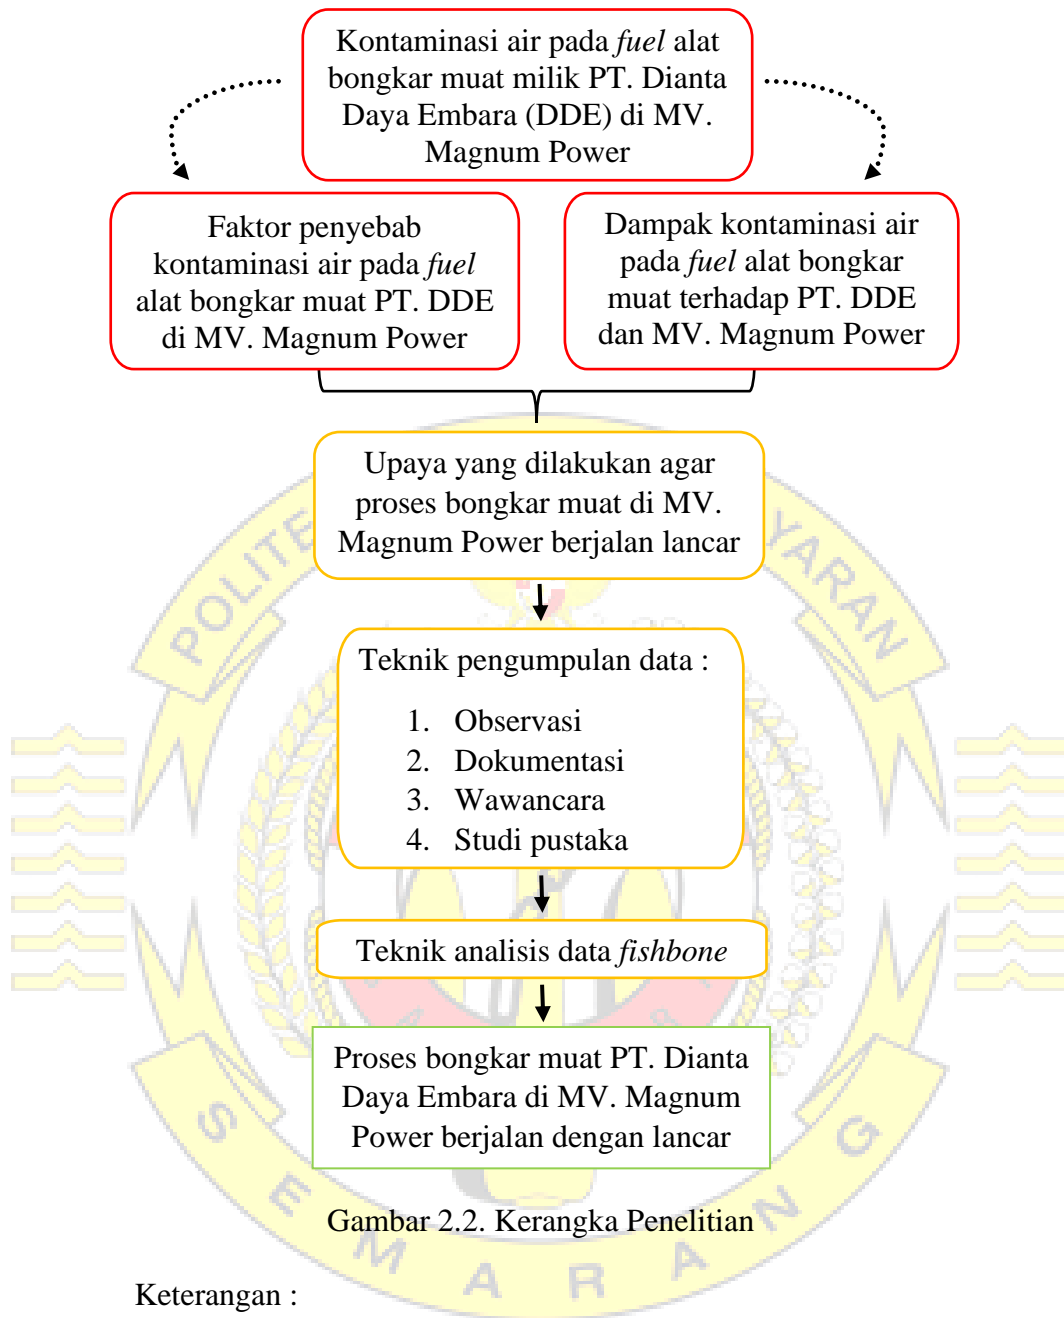 Kontaminasi air pada fuel alat
bongkar muat milik PT. Dianta
Daya Embara (DDE) di MV.
Magnum Power
Faktor penyebab
kontaminasi air pada fuel
alat bongkar muat PT. DDE
di MV. Magnum Power
Dampak kontaminasi air
pada fuel alat bongkar
muat terhadap PT. DDE
dan MV. Magnum Power
Upaya yang dilakukan agar
proses bongkar muat di MV.
Magnum Power berjalan lancar
Teknik pengumpulan data :
1. Observasi
2. Dokumentasi
3. Wawancara
4. Studi pustaka
Teknik analisis data fishbone
Proses bongkar muat PT. Dianta
Daya Embara di MV. Magnum
Power berjalan dengan lancar
Gambar 2.2. Kerangka Penelitian
Keterangan :
POLITE
YARAN
SEMARANG